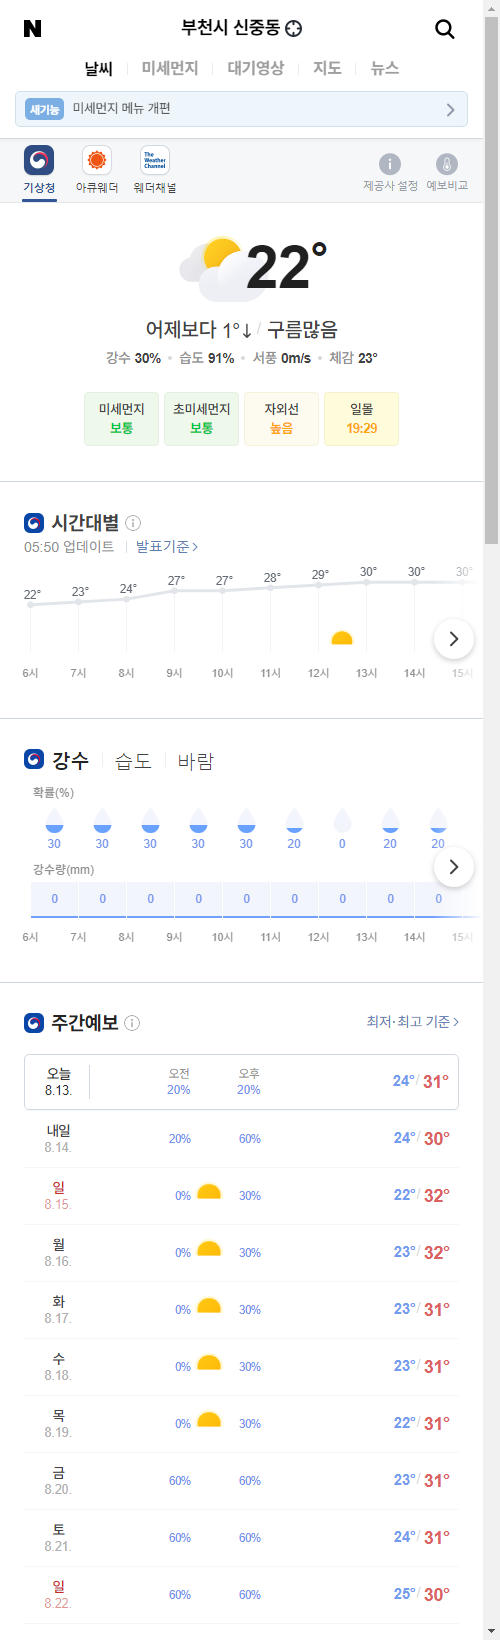 N
부천시 신중동
날씨 미세먼지 대기영상 지도 뉴스
새기능 미세먼지 메뉴 개편
The Weather Channel
기상청 아큐웨더 웨더채널 제공사 설정 예보비교
22°
어제보다 1°↓ / 구름많음
강수 30% 습도 91% 서풍 0m/s 체감 23°
미세먼지 초미세먼지 자외선 일몰
보통 보통 높음 19:29
시간대별
05:50 업데이트 발표기준
22° 23° 24° 27° 27° 28° 29° 30° 30° 30°
6시 7시 8시 9시 10시 11시 12시 13시 14시 15시
강수 습도 바람
확률(%)
30 30 30 30 30 20 0 20 20
강수량(mm)
0 0 0 0 0 0 0 0 0
6시 7시 8시 9시 10시 11시 12시 13시 14시 15시
주간예보 최저·최고 기준
오늘 오전 오후
8.13. 20% 20% 24°/ 31°
내일
8.14. 20% 60% 24°/ 30°
일
8.15. 0% 30% 22°/ 32°
월
8.16. 0% 30% 23°/ 32°
화
8.17. 0% 30% 23°/ 31°
수
8.18. 0% 30% 23°/ 31°
목
8.19. 0% 30% 22°/ 31°
금
8.20. 60% 60% 23°/ 31°
토
8.21. 60% 60% 24°/ 31°
일
8.22. 60% 60% 25°/ 30°